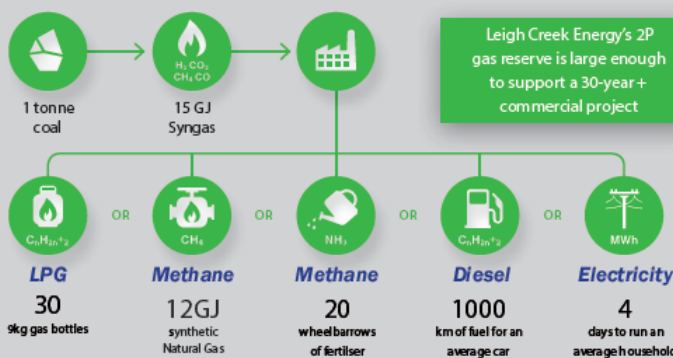 Leigh Creek Energy's 2P
gas reserve is large enough
to support a 30-year+
commercial project
H₂ CO₂
CH₄ CO
1 tonne
coal
15 GJ
Syngas
CₙH₂ₙ+₂
OR
CH₄
OR
NH₃
OR
CₙH₂ₙ+₂
OR
MWh
LPG
Methane
Methane
Diesel
Electricity
30
12GJ
20
1000
4
9kg gas bottles
synthetic
Natural Gas
wheelbarrows
of fertilser
km of fuel for an
average car
days to run an
average household